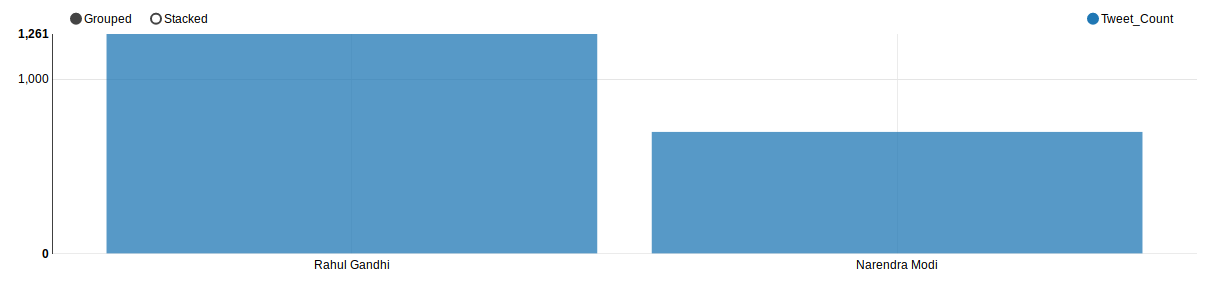 Grouped Stacked Tweet_Count
1,261
1,000
0
Rahul Gandhi Narendra Modi